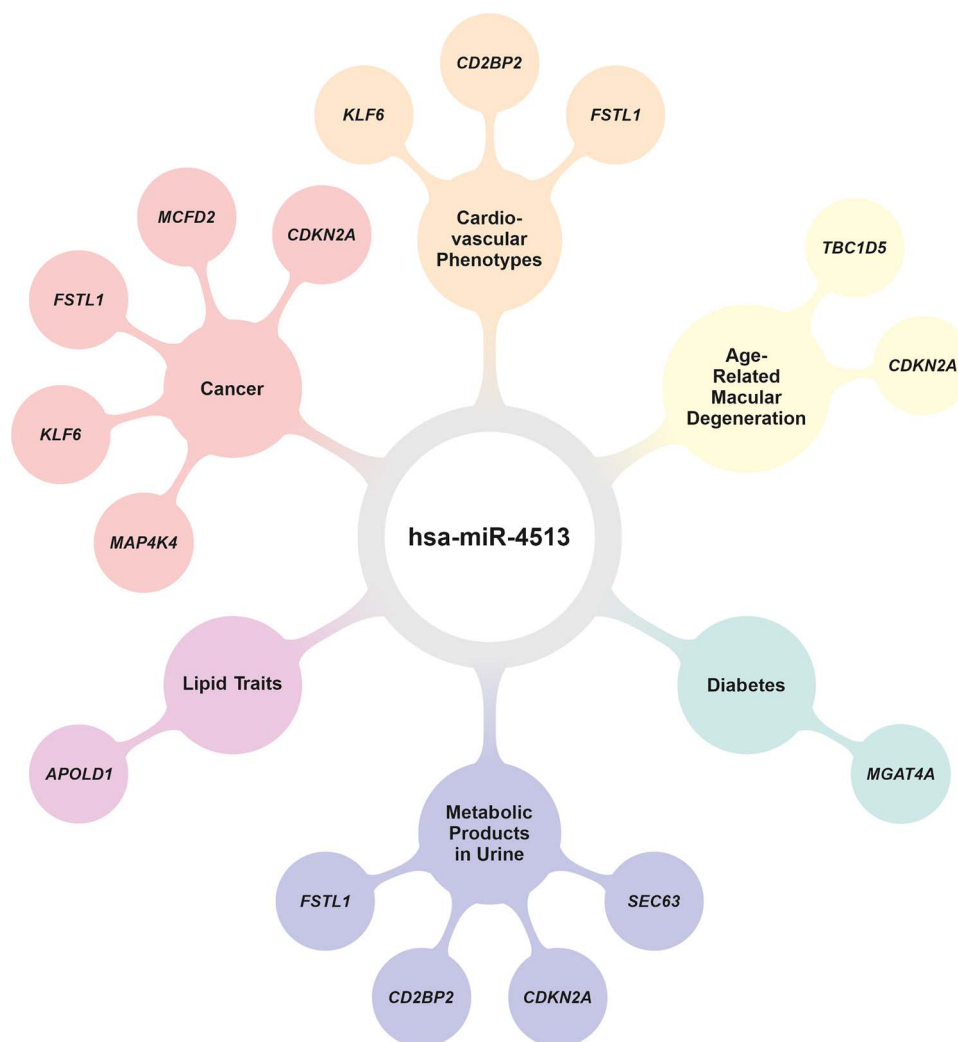 CD2BP2
KLF6
FSTL1
Cardio-
vascular
Phenotypes
MCFD2
CDKN2A
FSTL1
KLF6
MAP4K4
Cancer
TBC1D5
CDKN2A
Age-
Related
Macular
Degeneration
hsa-miR-4513
Lipid Traits
APOLD1
Diabetes
MGAT4A
Metabolic
Products
in Urine
FSTL1
CD2BP2
CDKN2A
SEC63